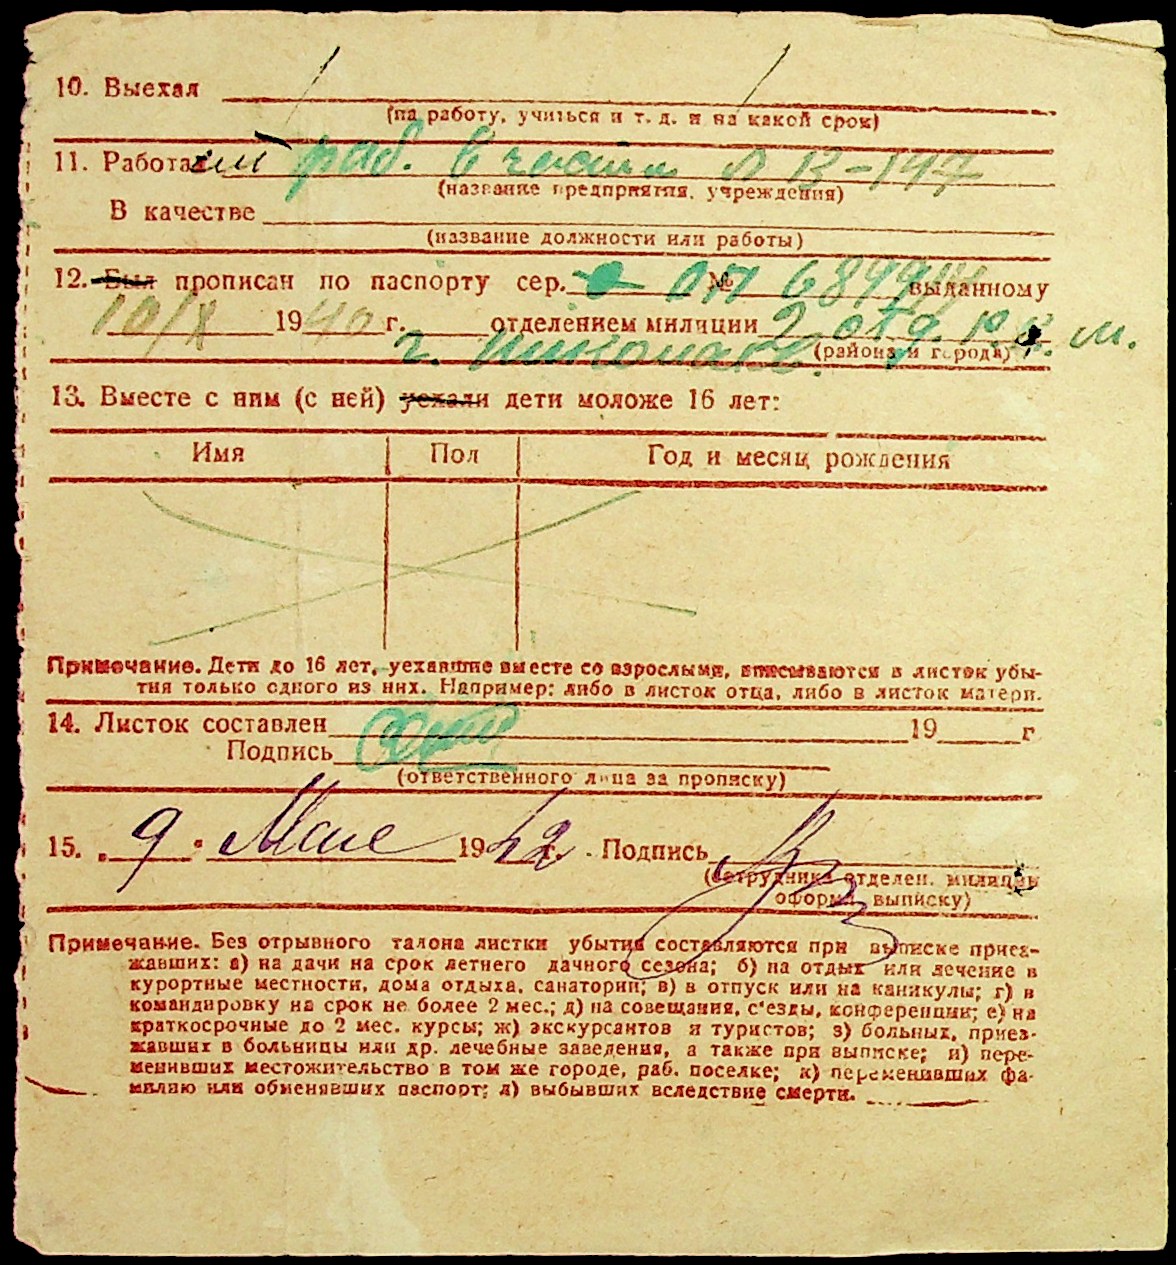 10. Выехал
(на работу, учиться и т. д. и на какой срок)
11. Работал раб. в части П В-147
(название предприятия, учреждения)
В качестве
(название должности или работы)
12. Был прописан по паспорту сер. ОП № 68994 выданному
10/X 1940 г. отделением милиции 2 отд. р.к.м.
г. Николаев. (района и города)
13. Вместе с ним (с ней) уехали дети моложе 16 лет:
Имя Пол Год и месяц рождения
Примечание. Дети до 16 лет, уехавшие вместе со взрослыми, вписываются в листок убы-
тия только одного из них. Например: либо в листок отца, либо в листок матери.
14. Листок составлен 19 г
Подпись
(ответственного лица за прописку)
15. „9" Мая 1942 г. Подпись
(сотрудника отделен. милиции
оформ. выписку)
Примечание. Без отрывного талона листки убытия составляются при выписке приез-
жавших: а) на дачи на срок летнего дачного сезона; б) на отдых или лечение в
курортные местности, дома отдыха, санатории; в) в отпуск или на каникулы; г) в
командировку на срок не более 2 мес.; д) на совещания, с'езды, конференции; е) на
краткосрочные до 2 мес. курсы; ж) экскурсантов и туристов; з) больных, приез-
жавших в больницы или др. лечебные заведения, а также при выписке; и) пере-
менивших местожительство в том же городе, раб. поселке; к) переменивших фа-
милию или обменявших паспорт; л) выбывших вследствие смерти.